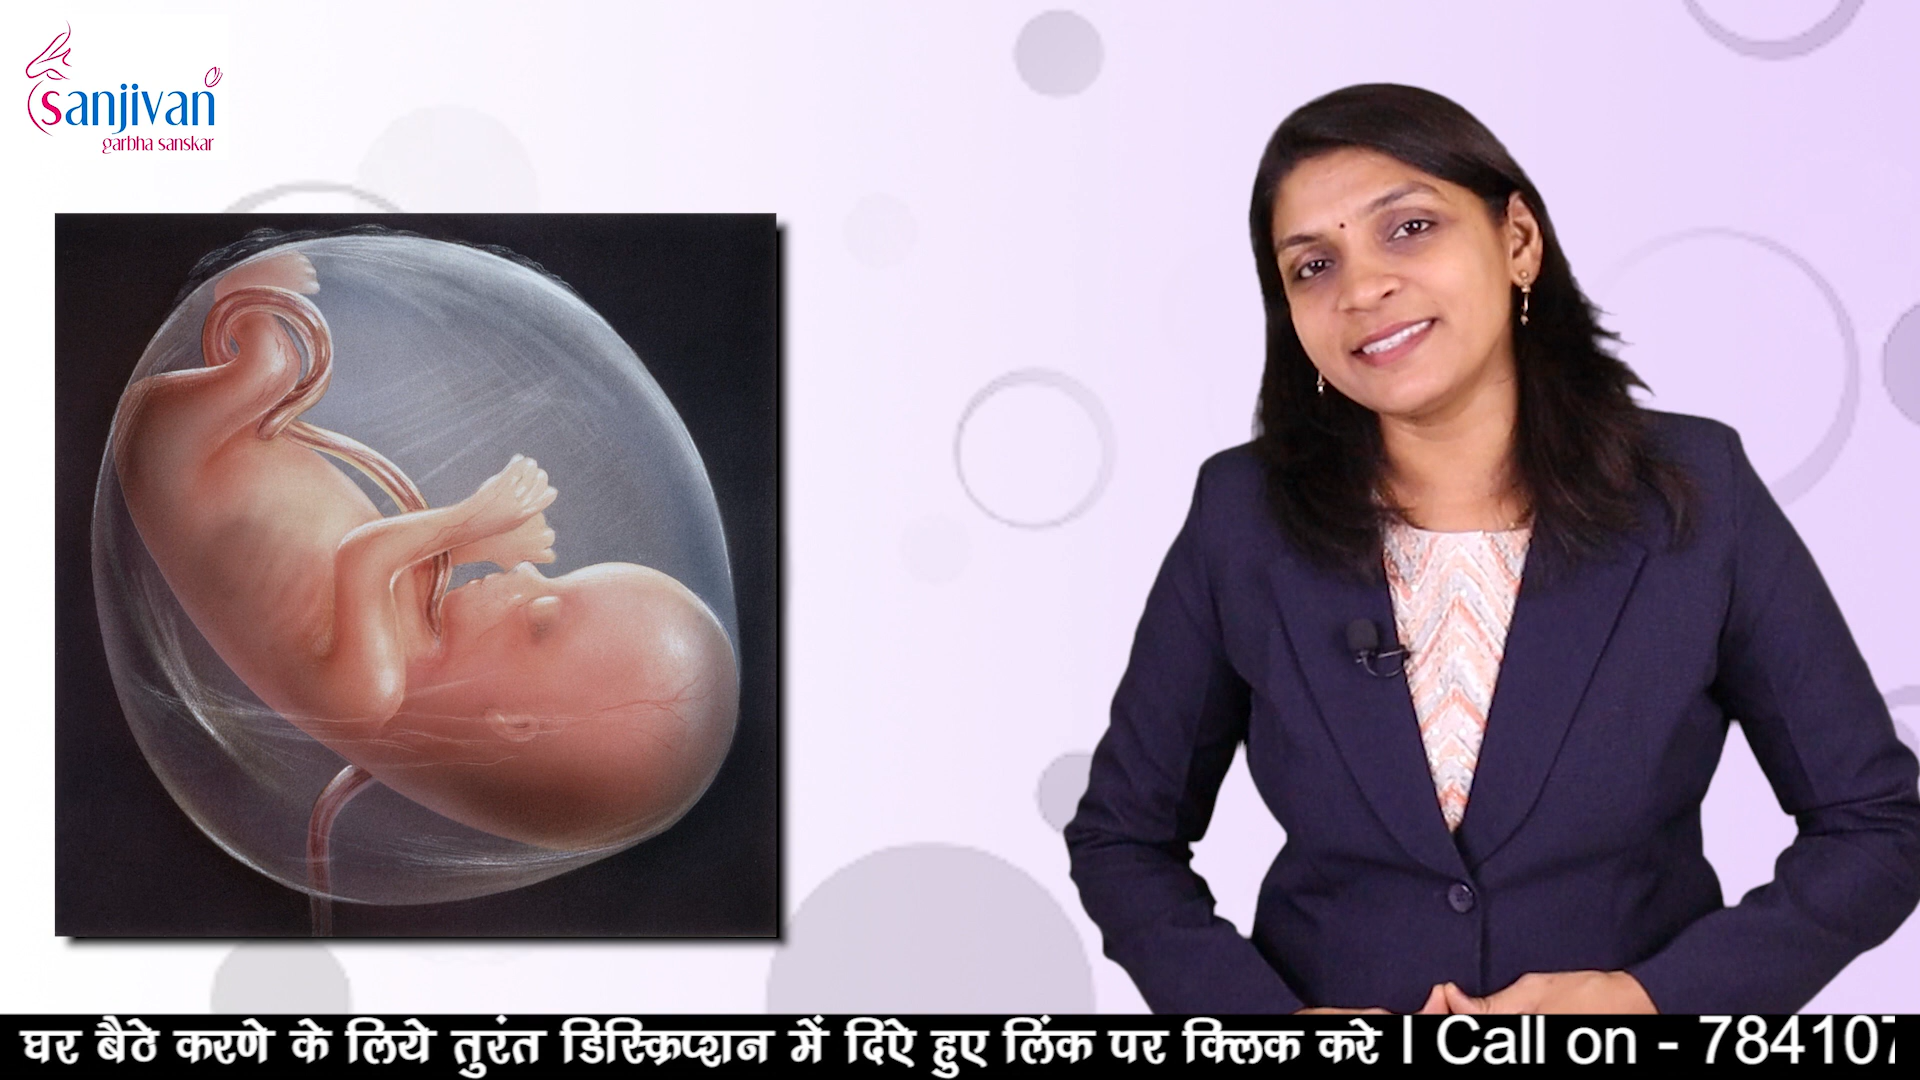 Sanjivan
garbha sanskar
घर बैठे करणे के लिये तुरंत डिस्क्रिप्शन में दिऐ हुए लिंक पर क्लिक करे । Call on - 784107